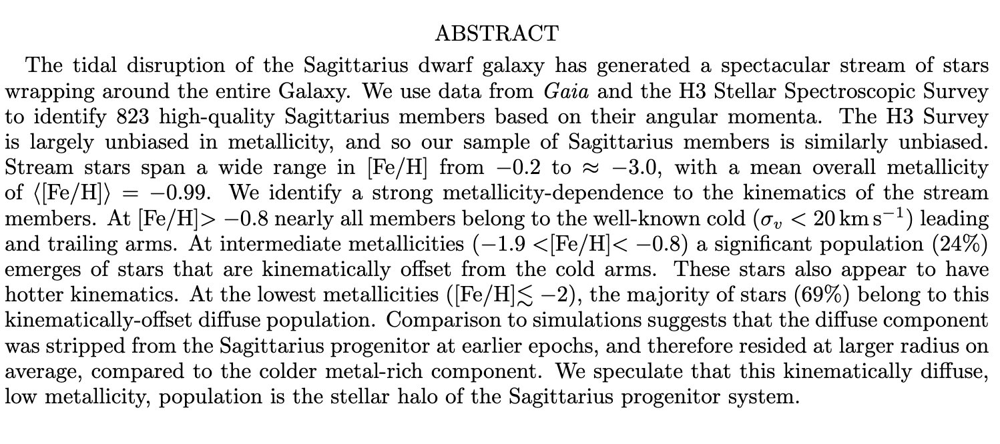 ABSTRACT
The tidal disruption of the Sagittarius dwarf galaxy has generated a spectacular stream of stars
wrapping around the entire Galaxy. We use data from Gaia and the H3 Stellar Spectroscopic Survey
to identify 823 high-quality Sagittarius members based on their angular momenta. The H3 Survey
is largely unbiased in metallicity, and so our sample of Sagittarius members is similarly unbiased.
Stream stars span a wide range in [Fe/H] from −0.2 to ≈ −3.0, with a mean overall metallicity
of ⟨[Fe/H]⟩ = −0.99. We identify a strong metallicity-dependence to the kinematics of the stream
members. At [Fe/H]> −0.8 nearly all members belong to the well-known cold (σᵥ < 20 km s⁻¹) leading
and trailing arms. At intermediate metallicities (−1.9 <[Fe/H]< −0.8) a significant population (24%)
emerges of stars that are kinematically offset from the cold arms. These stars also appear to have
hotter kinematics. At the lowest metallicities ([Fe/H]≲ −2), the majority of stars (69%) belong to this
kinematically-offset diffuse population. Comparison to simulations suggests that the diffuse component
was stripped from the Sagittarius progenitor at earlier epochs, and therefore resided at larger radius on
average, compared to the colder metal-rich component. We speculate that this kinematically diffuse,
low metallicity, population is the stellar halo of the Sagittarius progenitor system.